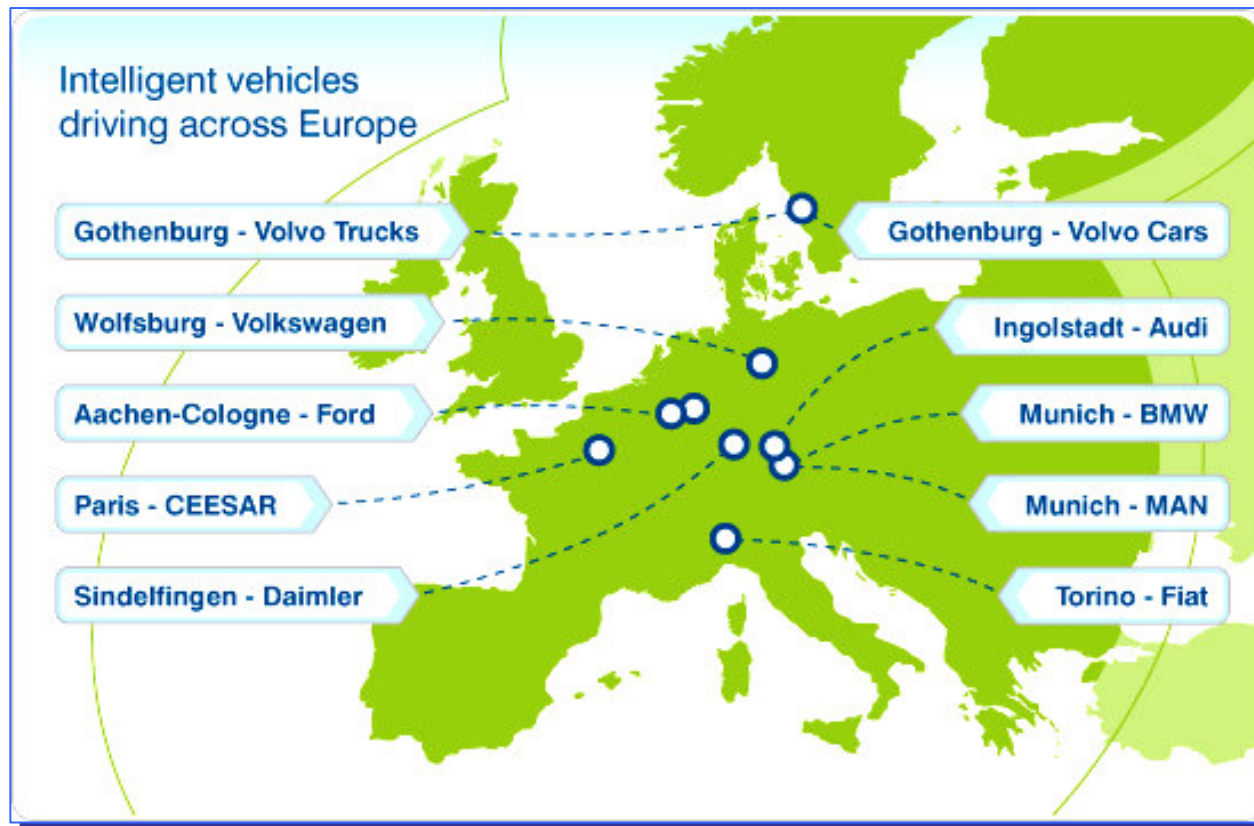 Intelligent vehicles
driving across Europe
Gothenburg - Volvo Trucks
Gothenburg - Volvo Cars
Wolfsburg - Volkswagen
Ingolstadt - Audi
Aachen-Cologne - Ford
Munich - BMW
Paris - CEESAR
Munich - MAN
Sindelfingen - Daimler
Torino - Fiat